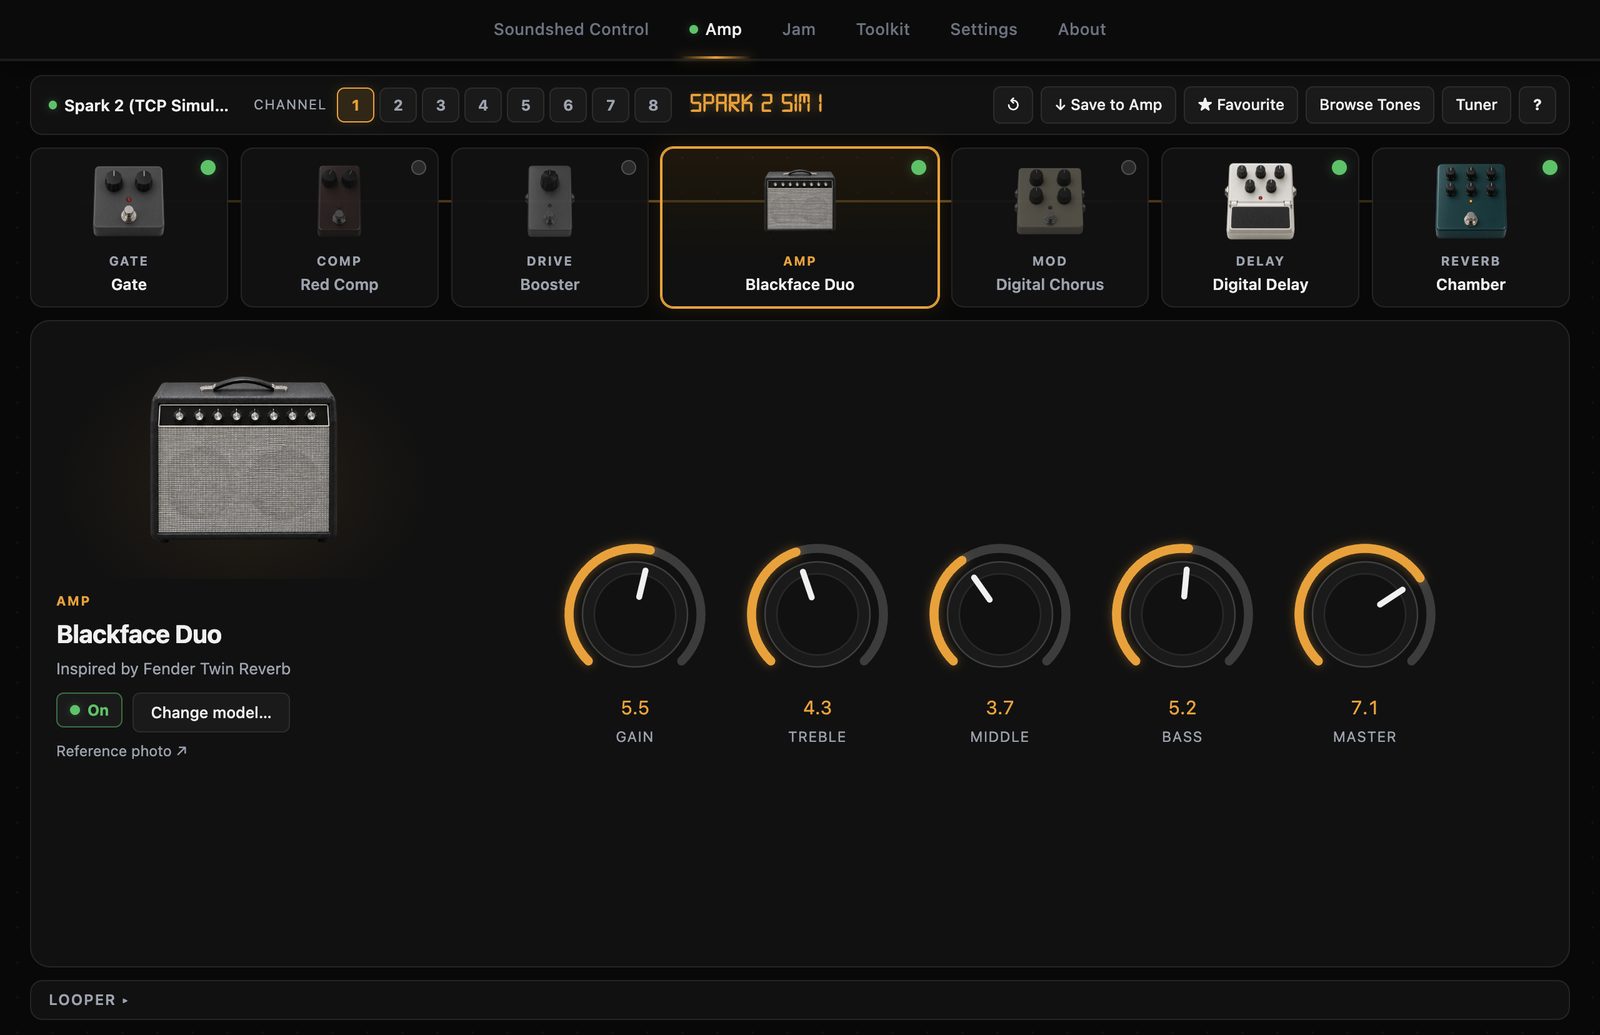 Soundshed Control
Amp
Jam
Toolkit
Settings
About
Spark 2 (TCP Simul...
CHANNEL
1
2
3
4
5
6
7
8
SPARK 2 SIM 1
↺
↓ Save to Amp
★ Favourite
Browse Tones
Tuner
?
GATE
Gate
COMP
Red Comp
DRIVE
Booster
AMP
Blackface Duo
MOD
Digital Chorus
DELAY
Digital Delay
REVERB
Chamber
AMP
Blackface Duo
Inspired by Fender Twin Reverb
On
Change model...
Reference photo ↗
5.5
GAIN
4.3
TREBLE
3.7
MIDDLE
5.2
BASS
7.1
MASTER
LOOPER ▸